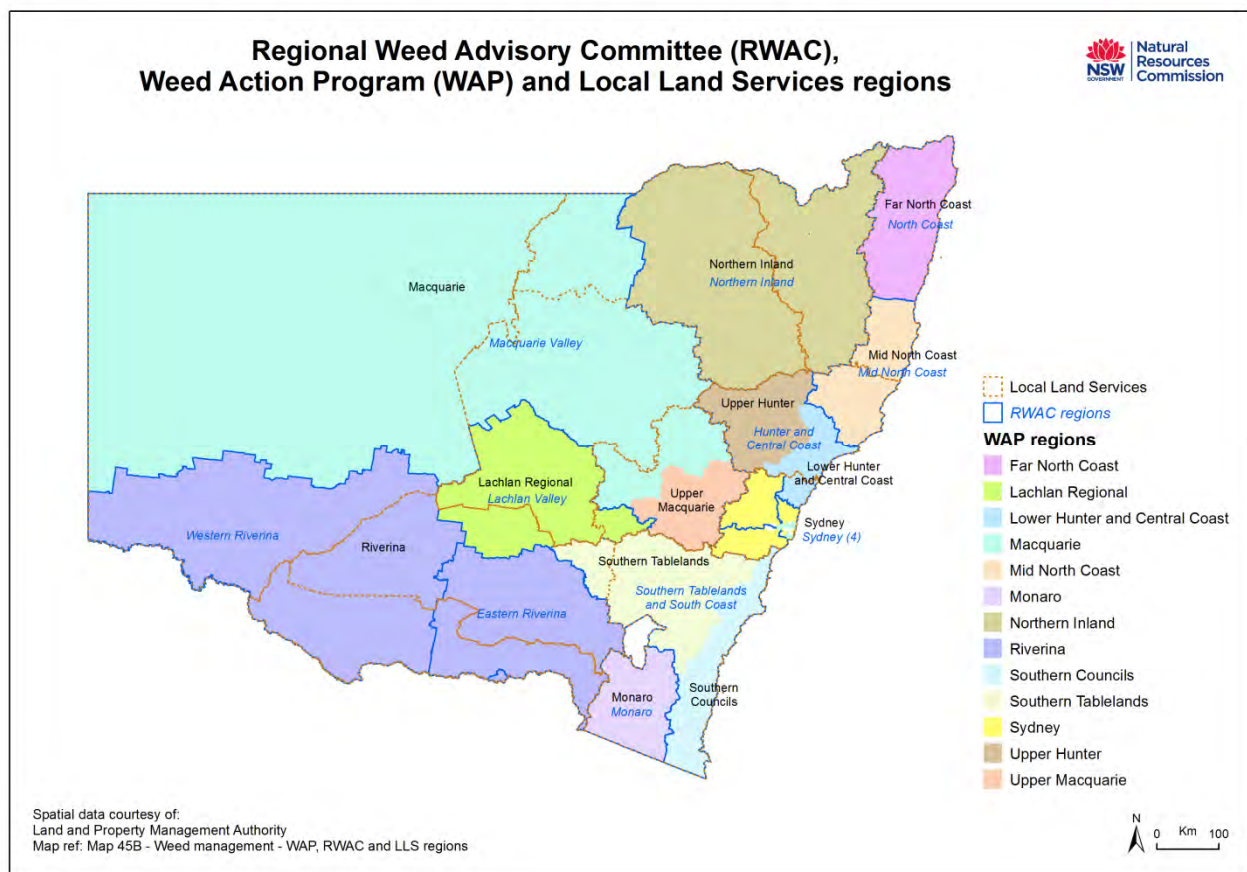 Regional Weed Advisory Committee (RWAC),
Weed Action Program (WAP) and Local Land Services regions
NSW
GOVERNMENT
Natural
Resources
Commission
Far North Coast
North Coast
Northern Inland
Northern Inland
Macquarie
Macquarie Valley
Mid North Coast
Mid North Coast
Upper Hunter
Hunter and
Central Coast
Lower Hunter
and Central Coast
Lachlan Regional
Lachlan Valley
Upper
Macquarie
Sydney
Sydney (4)
Western Riverina
Riverina
Southern Tablelands
Southern Tablelands
and South Coast
Eastern Riverina
Monaro
Monaro
Southern
Councils
Local Land Services
RWAC regions
WAP regions
Far North Coast
Lachlan Regional
Lower Hunter and Central Coast
Macquarie
Mid North Coast
Monaro
Northern Inland
Riverina
Southern Councils
Southern Tablelands
Sydney
Upper Hunter
Upper Macquarie
Spatial data courtesy of:
Land and Property Management Authority
Map ref: Map 45B - Weed management - WAP, RWAC and LLS regions
N
0 Km 100